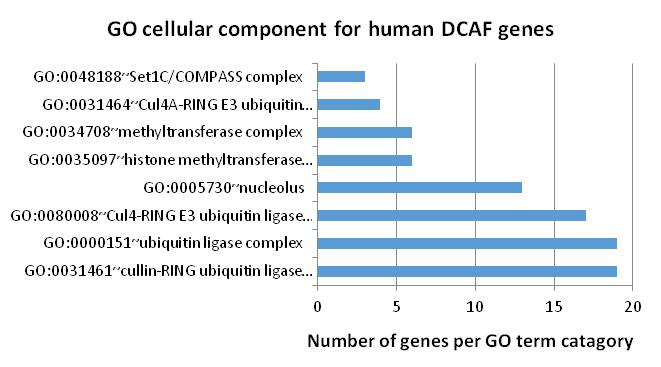 GO cellular component for human DCAF genes
GO:0048188~Set1C/COMPASS complex
GO:0031464~Cul4A-RING E3 ubiquitin...
GO:0034708~methyltransferase complex
GO:0035097~histone methyltransferase...
GO:0005730~nucleolus
GO:0080008~Cul4-RING E3 ubiquitin ligase...
GO:0000151~ubiquitin ligase complex
GO:0031461~cullin-RING ubiquitin ligase...
0 5 10 15 20
Number of genes per GO term catagory